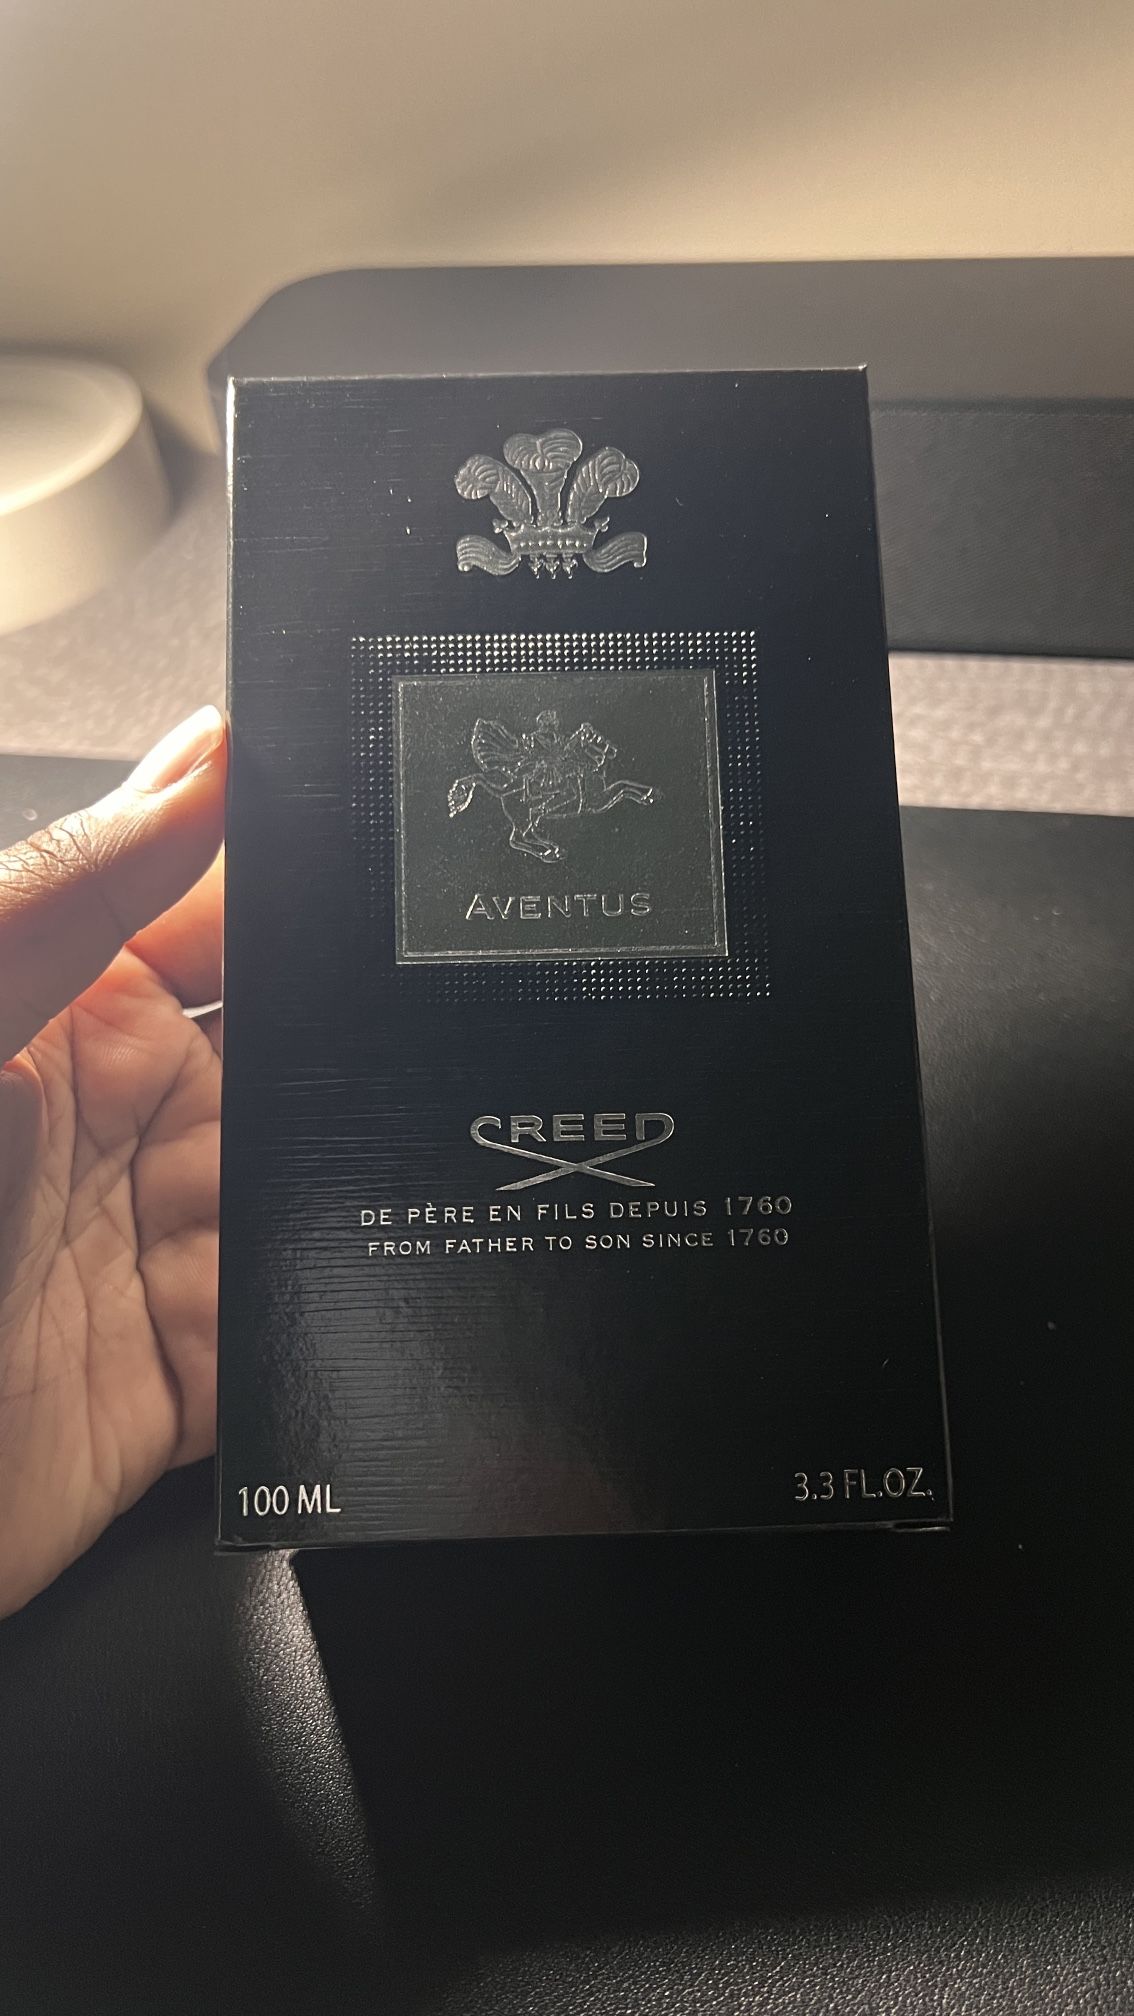 AVENTUS
CREED
DE PÈRE EN FILS DEPUIS 1760
FROM FATHER TO SON SINCE 1760
100 ML
3.3 FL.OZ.